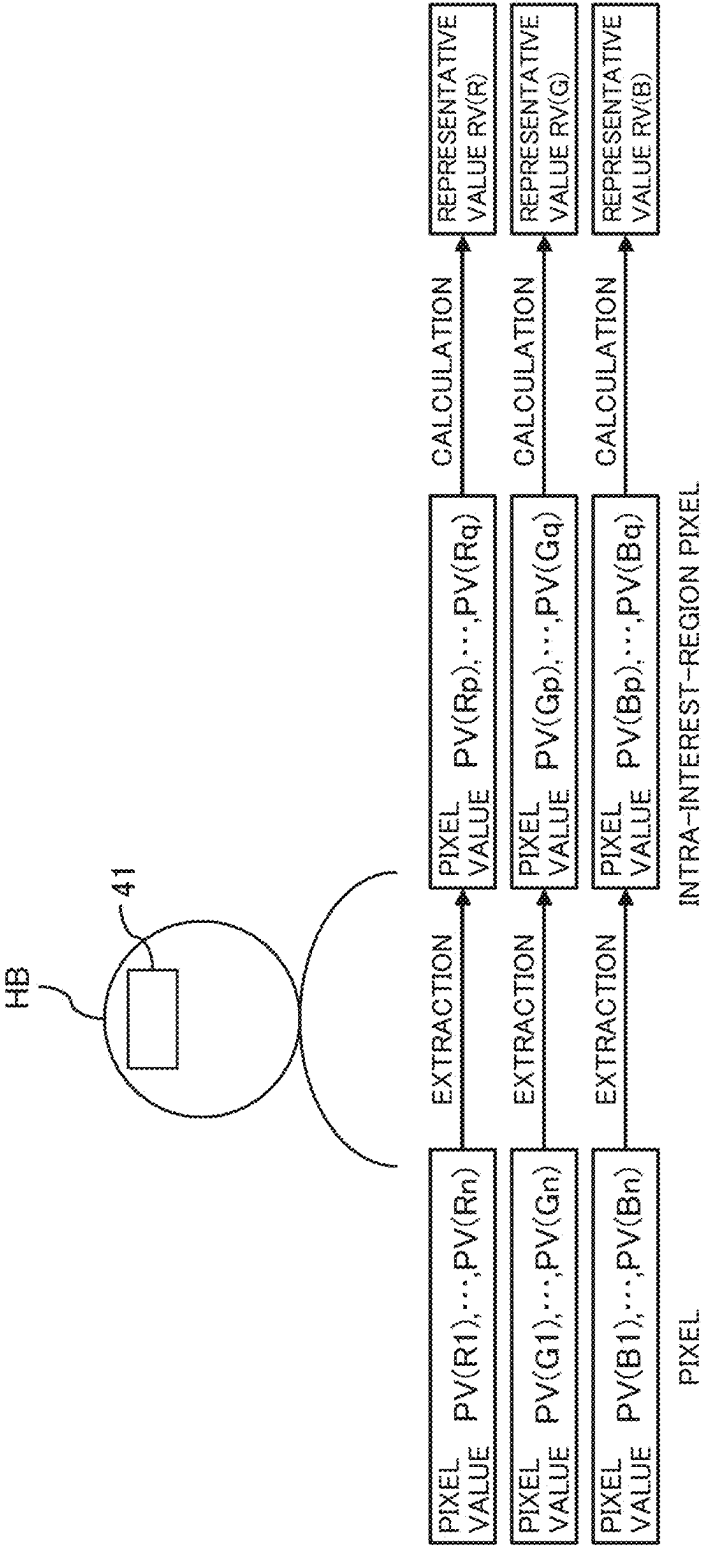 HB
41
PIXEL
VALUE PV(R1),⋯,PV(Rn)
EXTRACTION
PIXEL
VALUE PV(Rp),⋯,PV(Rq)
CALCULATION
REPRESENTATIVE
VALUE RV(R)
PIXEL
VALUE PV(G1),⋯,PV(Gn)
EXTRACTION
PIXEL
VALUE PV(Gp),⋯,PV(Gq)
CALCULATION
REPRESENTATIVE
VALUE RV(G)
PIXEL
VALUE PV(B1),⋯,PV(Bn)
EXTRACTION
PIXEL
VALUE PV(Bp),⋯,PV(Bq)
CALCULATION
REPRESENTATIVE
VALUE RV(B)
PIXEL
INTRA-INTEREST-REGION PIXEL